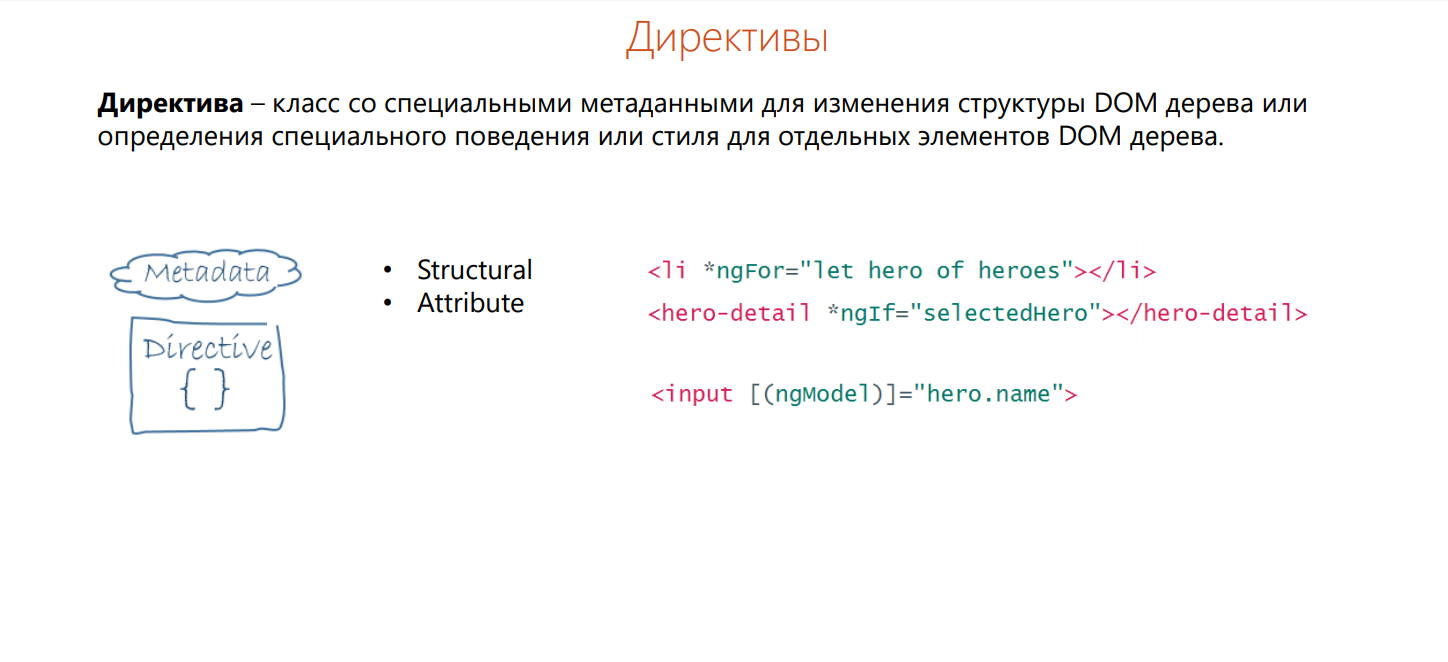 Директивы
Директива – класс со специальными метаданными для изменения структуры DOM дерева или
определения специального поведения или стиля для отдельных элементов DOM дерева.
Metadata
Directive
{ }
• Structural
• Attribute
<li *ngFor="let hero of heroes"></li>
<hero-detail *ngIf="selectedHero"></hero-detail>
<input [(ngModel)]="hero.name">